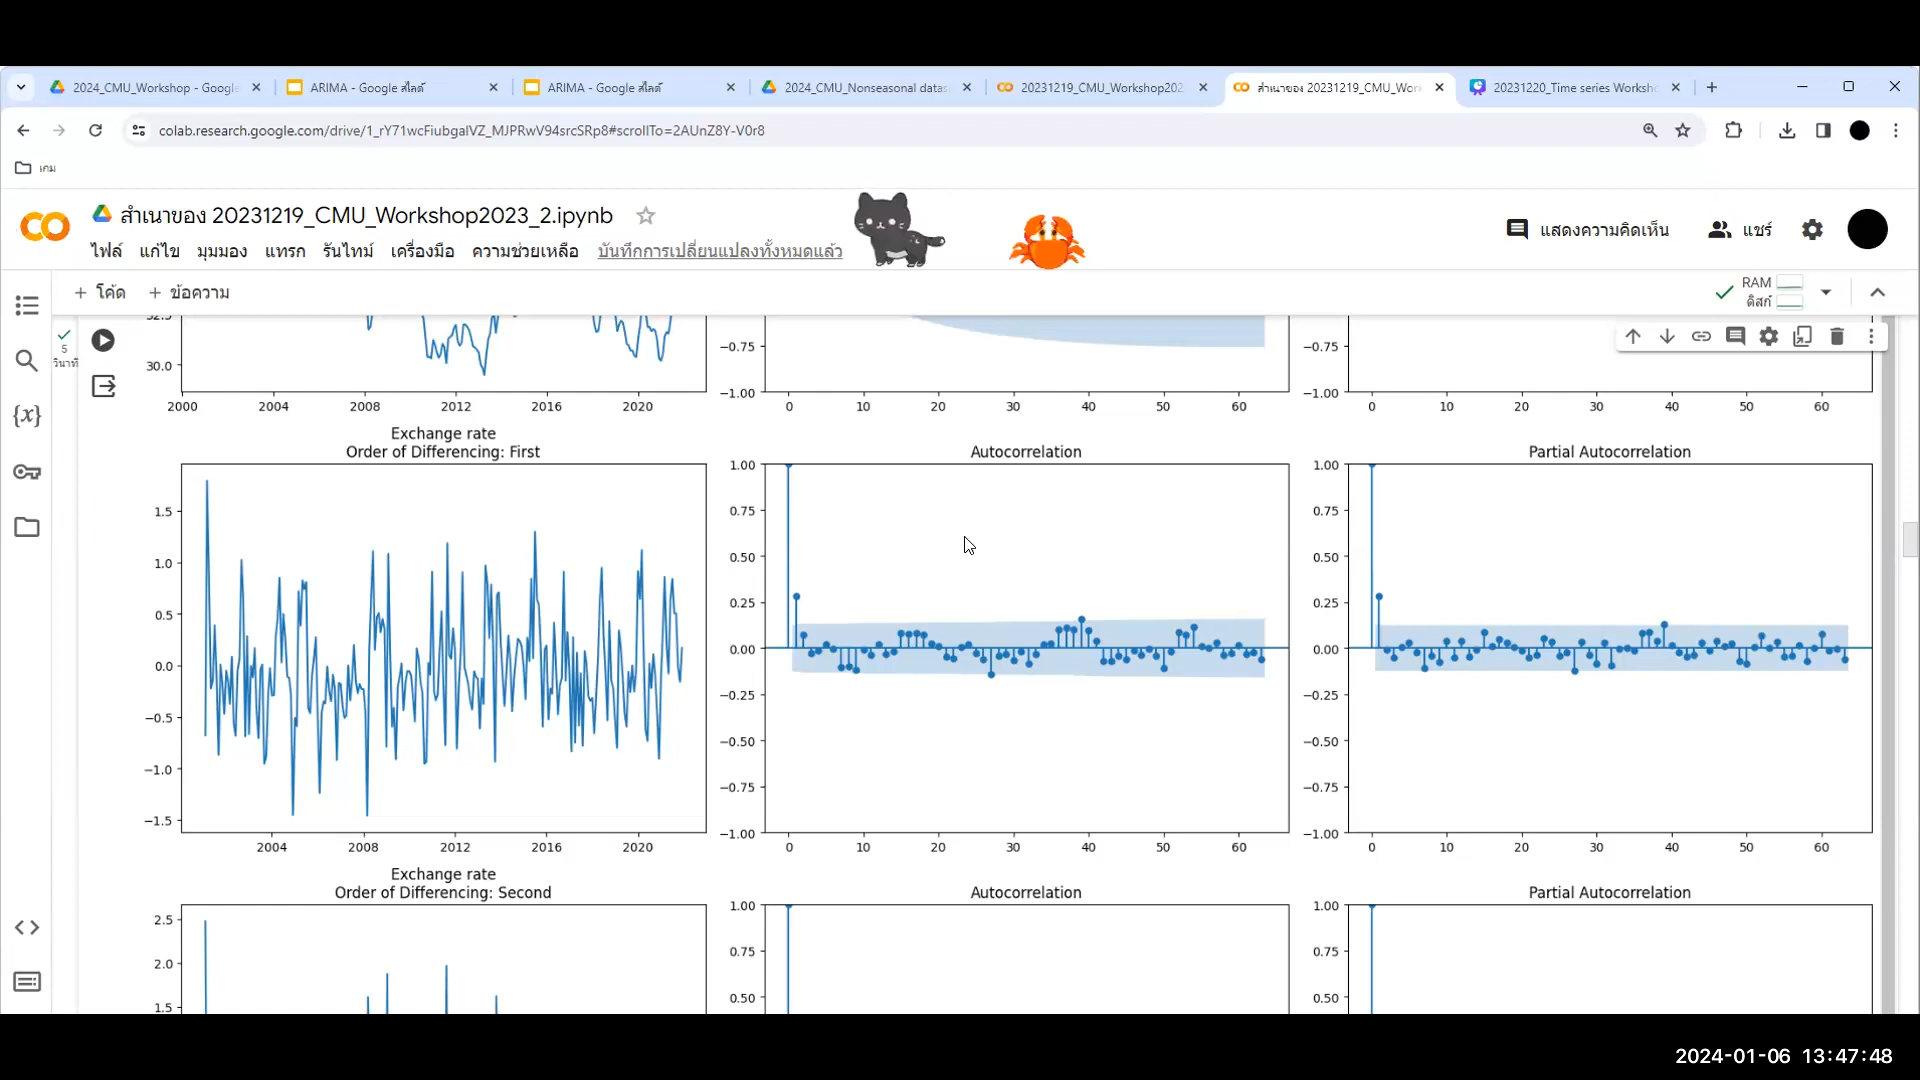 2024_CMU_Workshop - Google
ARIMA - Google สไลด์
ARIMA - Google สไลด์
2024_CMU_Nonseasonal datas
20231219_CMU_Workshop202
สำเนาของ 20231219_CMU_Wor
20231220_Time series Worksh
colab.research.google.com/drive/1_rY71wcFiubgaIVZ_MJPRwV94srcSRp8#scrollTo=2AUnZ8Y-V0r8
เกม
สำเนาของ 20231219_CMU_Workshop2023_2.ipynb
แสดงความคิดเห็น
แชร์
ไฟล์ แก้ไข มุมมอง แทรก รันไทม์ เครื่องมือ ความช่วยเหลือ บันทึกการเปลี่ยนแปลงทั้งหมดแล้ว
+ โค้ด + ข้อความ
RAM
ดิสก์
5
วินาที
32.5
30.0
2000 2004 2008 2012 2016 2020
−0.75
−1.00
0 10 20 30 40 50 60
−0.75
−1.00
0 10 20 30 40 50 60
Exchange rate
Order of Differencing: First
1.5
1.0
0.5
0.0
−0.5
−1.0
−1.5
2004 2008 2012 2016 2020
Autocorrelation
1.00
0.75
0.50
0.25
0.00
−0.25
−0.50
−0.75
−1.00
0 10 20 30 40 50 60
Partial Autocorrelation
1.00
0.75
0.50
0.25
0.00
−0.25
−0.50
−0.75
−1.00
0 10 20 30 40 50 60
Exchange rate
Order of Differencing: Second
2.5
2.0
1.5
Autocorrelation
1.00
0.75
0.50
Partial Autocorrelation
1.00
0.75
0.50
2024-01-06 13:47:48